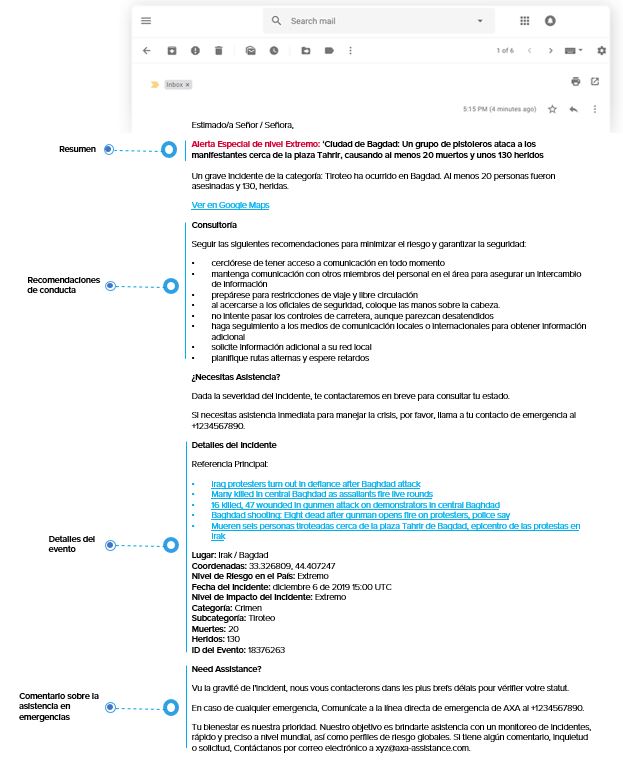 Search mail
1 of 6
Inbox x
5:15 PM (4 minutes ago)
Estimado/a Señor / Señora,
Resumen
Alerta Especial de nivel Extremo: 'Ciudad de Bagdad: Un grupo de pistoleros ataca a los
manifestantes cerca de la plaza Tahrir, causando al menos 20 muertos y unos 130 heridos
Un grave incidente de la categoría: Tiroteo ha ocurrido en Bagdad. Al menos 20 personas fueron
asesinadas y 130, heridas.
Ver en Google Maps
Consultoría
Seguir las siguientes recomendaciones para minimizar el riesgo y garantizar la seguridad:
Recomendaciones
de conducta
• cerciórese de tener acceso a comunicación en todo momento
• mantenga comunicación con otros miembros del personal en el área para asegurar un intercambio
de información
• prepárese para restricciones de viaje y libre circulación
• al acercarse a los oficiales de seguridad, coloque las manos sobre la cabeza.
• no intente pasar los controles de carretera, aunque parezcan desatendidos
• haga seguimiento a los medios de comunicación locales o internacionales para obtener información
adicional
• solicite información adicional a su red local
• planifique rutas alternas y espere retardos
¿Necesitas Asistencia?
Dada la severidad del incidente, te contactaremos en breve para consultar tu estado.
Si necesitas asistencia inmediata para manejar la crisis, por favor, llama a tu contacto de emergencia al
+1234567890.
Detalles del Incidente
Referencia Principal:
• Iraq protesters turn out in defiance after Baghdad attack
• Many killed in central Baghdad as assailants fire live rounds
• 16 killed, 47 wounded in gunmen attack on demonstrators in central Baghdad
• Baghdad shooting: Eight dead after gunman opens fire on protesters, police say
• Mueren seis personas tiroteadas cerca de la plaza Tahrir de Bagdad, epicentro de las protestas en
Irak
Detalles del
evento
Lugar: Irak / Bagdad
Coordenadas: 33.326809, 44.407247
Nivel de Riesgo en el País: Extremo
Fecha del Incidente: diciembre 6 de 2019 15:00 UTC
Nivel de Impacto del Incidente: Extremo
Categoría: Crimen
Subcategoría: Tiroteo
Muertes: 20
Heridos: 130
ID del Evento: 18376263
Need Assistance?
Vu la gravité de l'incident, nous vous contacterons dans les plus brefs délais pour vérifier votre statut.
Comentario sobre la
asistencia en
emergencias
En caso de cualquier emergencia, Comunícate a la línea directa de emergencia de AXA al +1234567890.
Tu bienestar es nuestra prioridad. Nuestro objetivo es brindarte asistencia con un monitoreo de incidentes,
rápido y preciso a nivel mundial, así como perfiles de riesgo globales. Si tiene algún comentario, inquietud
o solicitud, Contáctanos por correo electrónico a xyz@axa-assistance.com.